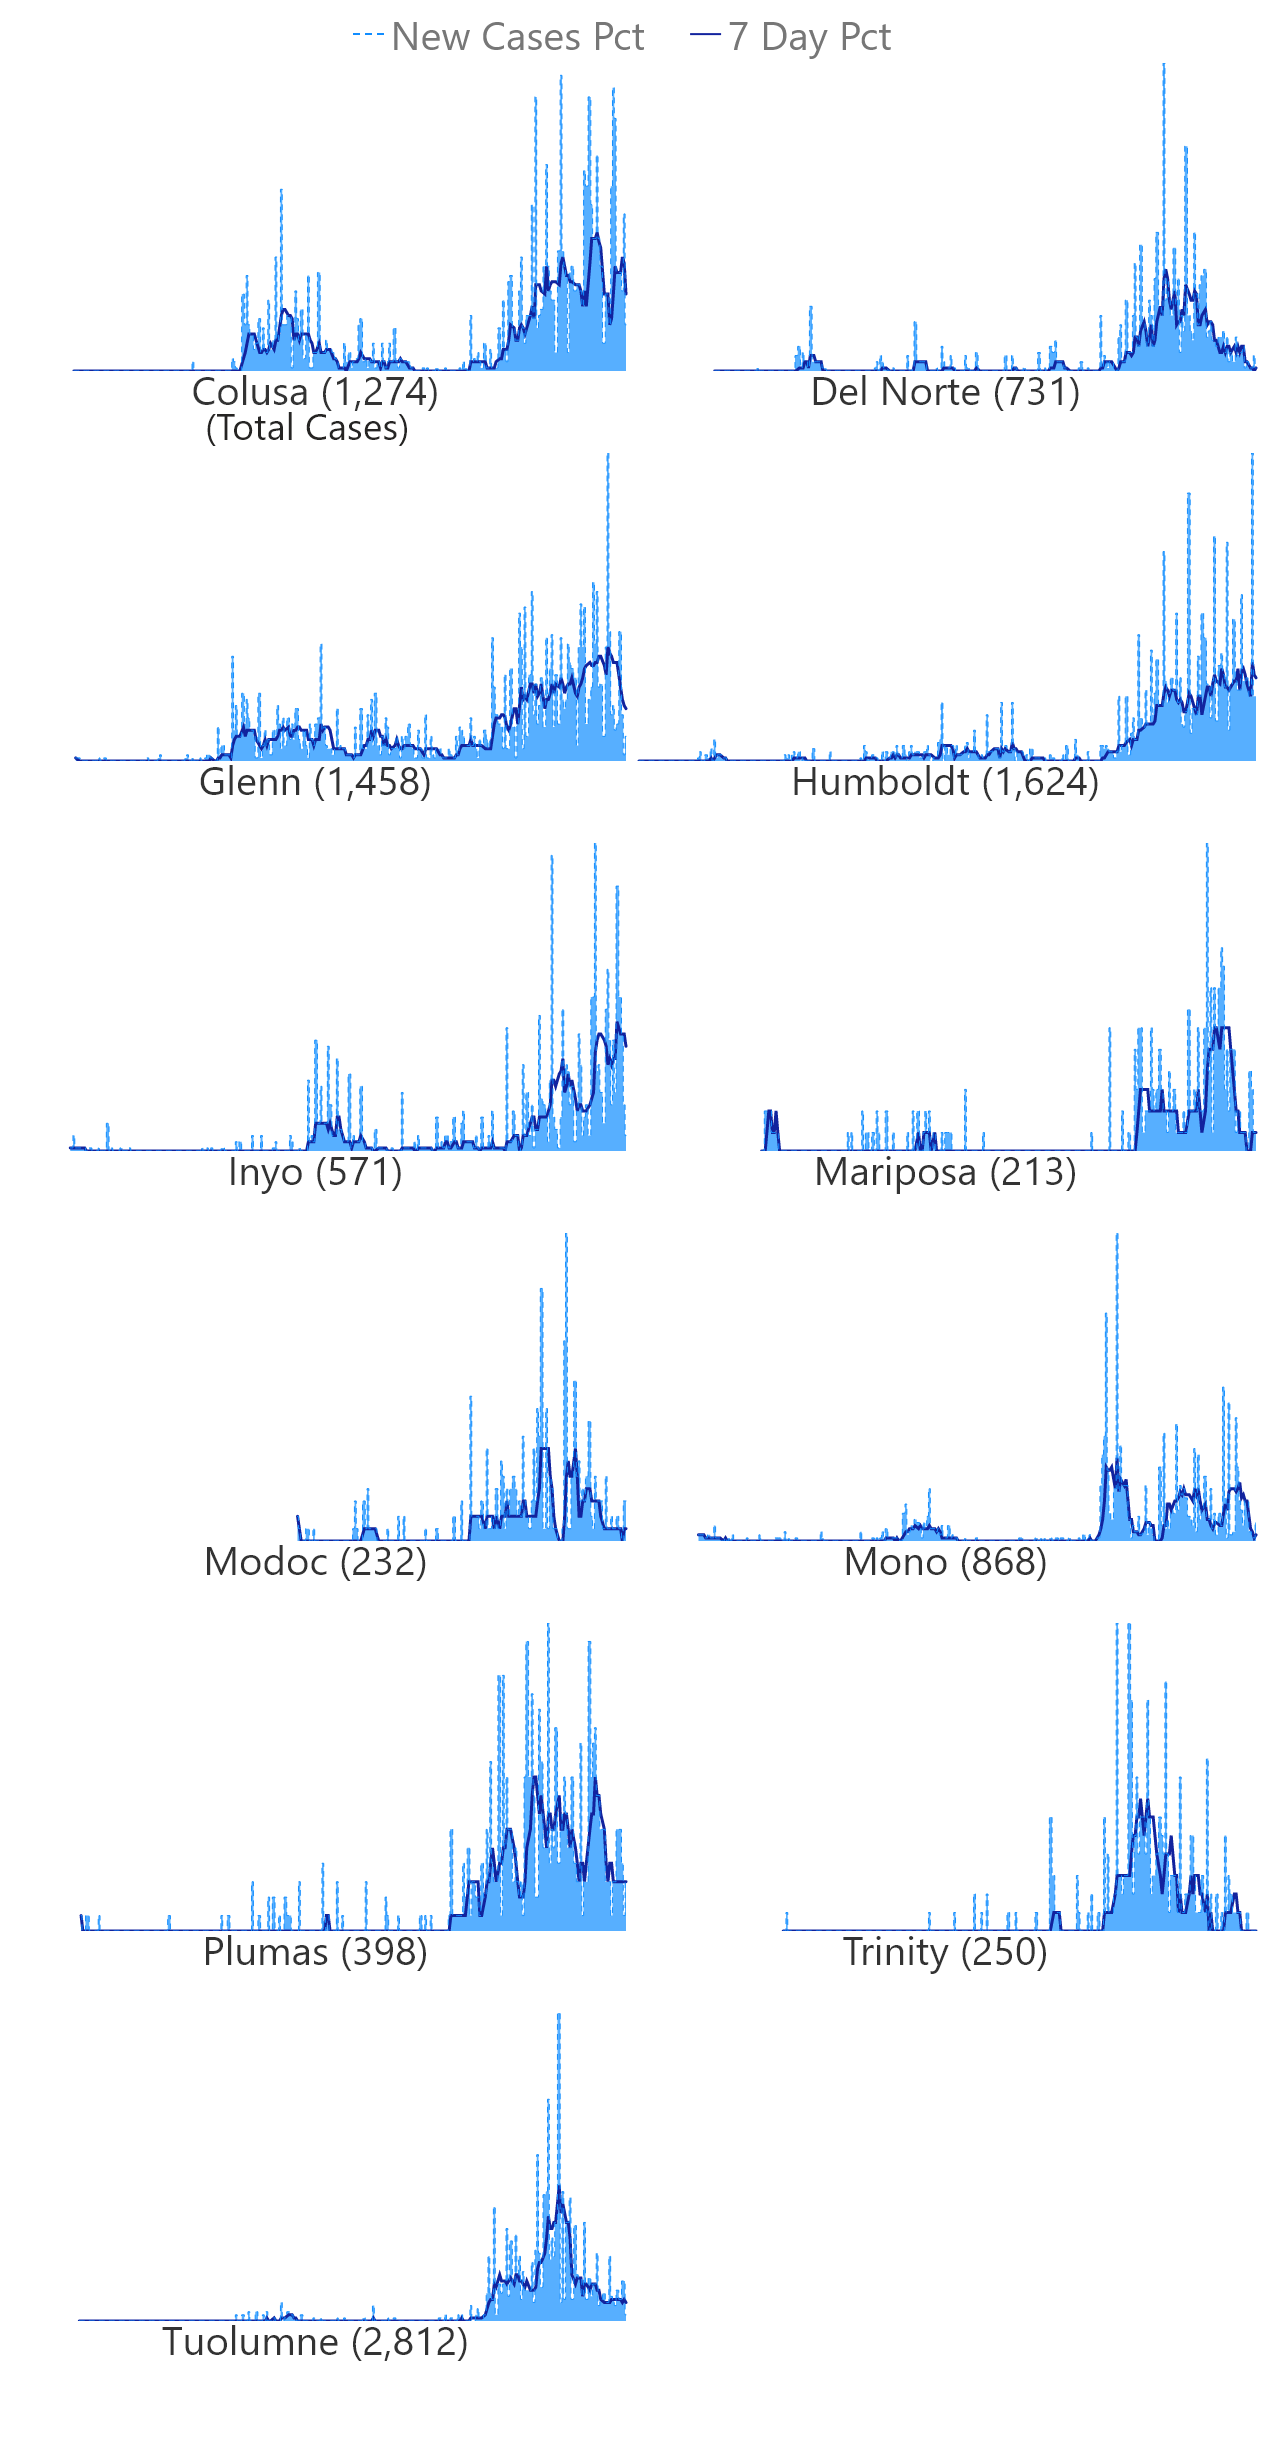 New Cases Pct 7 Day Pct
Colusa (1,274) Del Norte (731)
(Total Cases)
Glenn (1,458) Humboldt (1,624)
Inyo (571) Mariposa (213)
Modoc (232) Mono (868)
Plumas (398) Trinity (250)
Tuolumne (2,812)